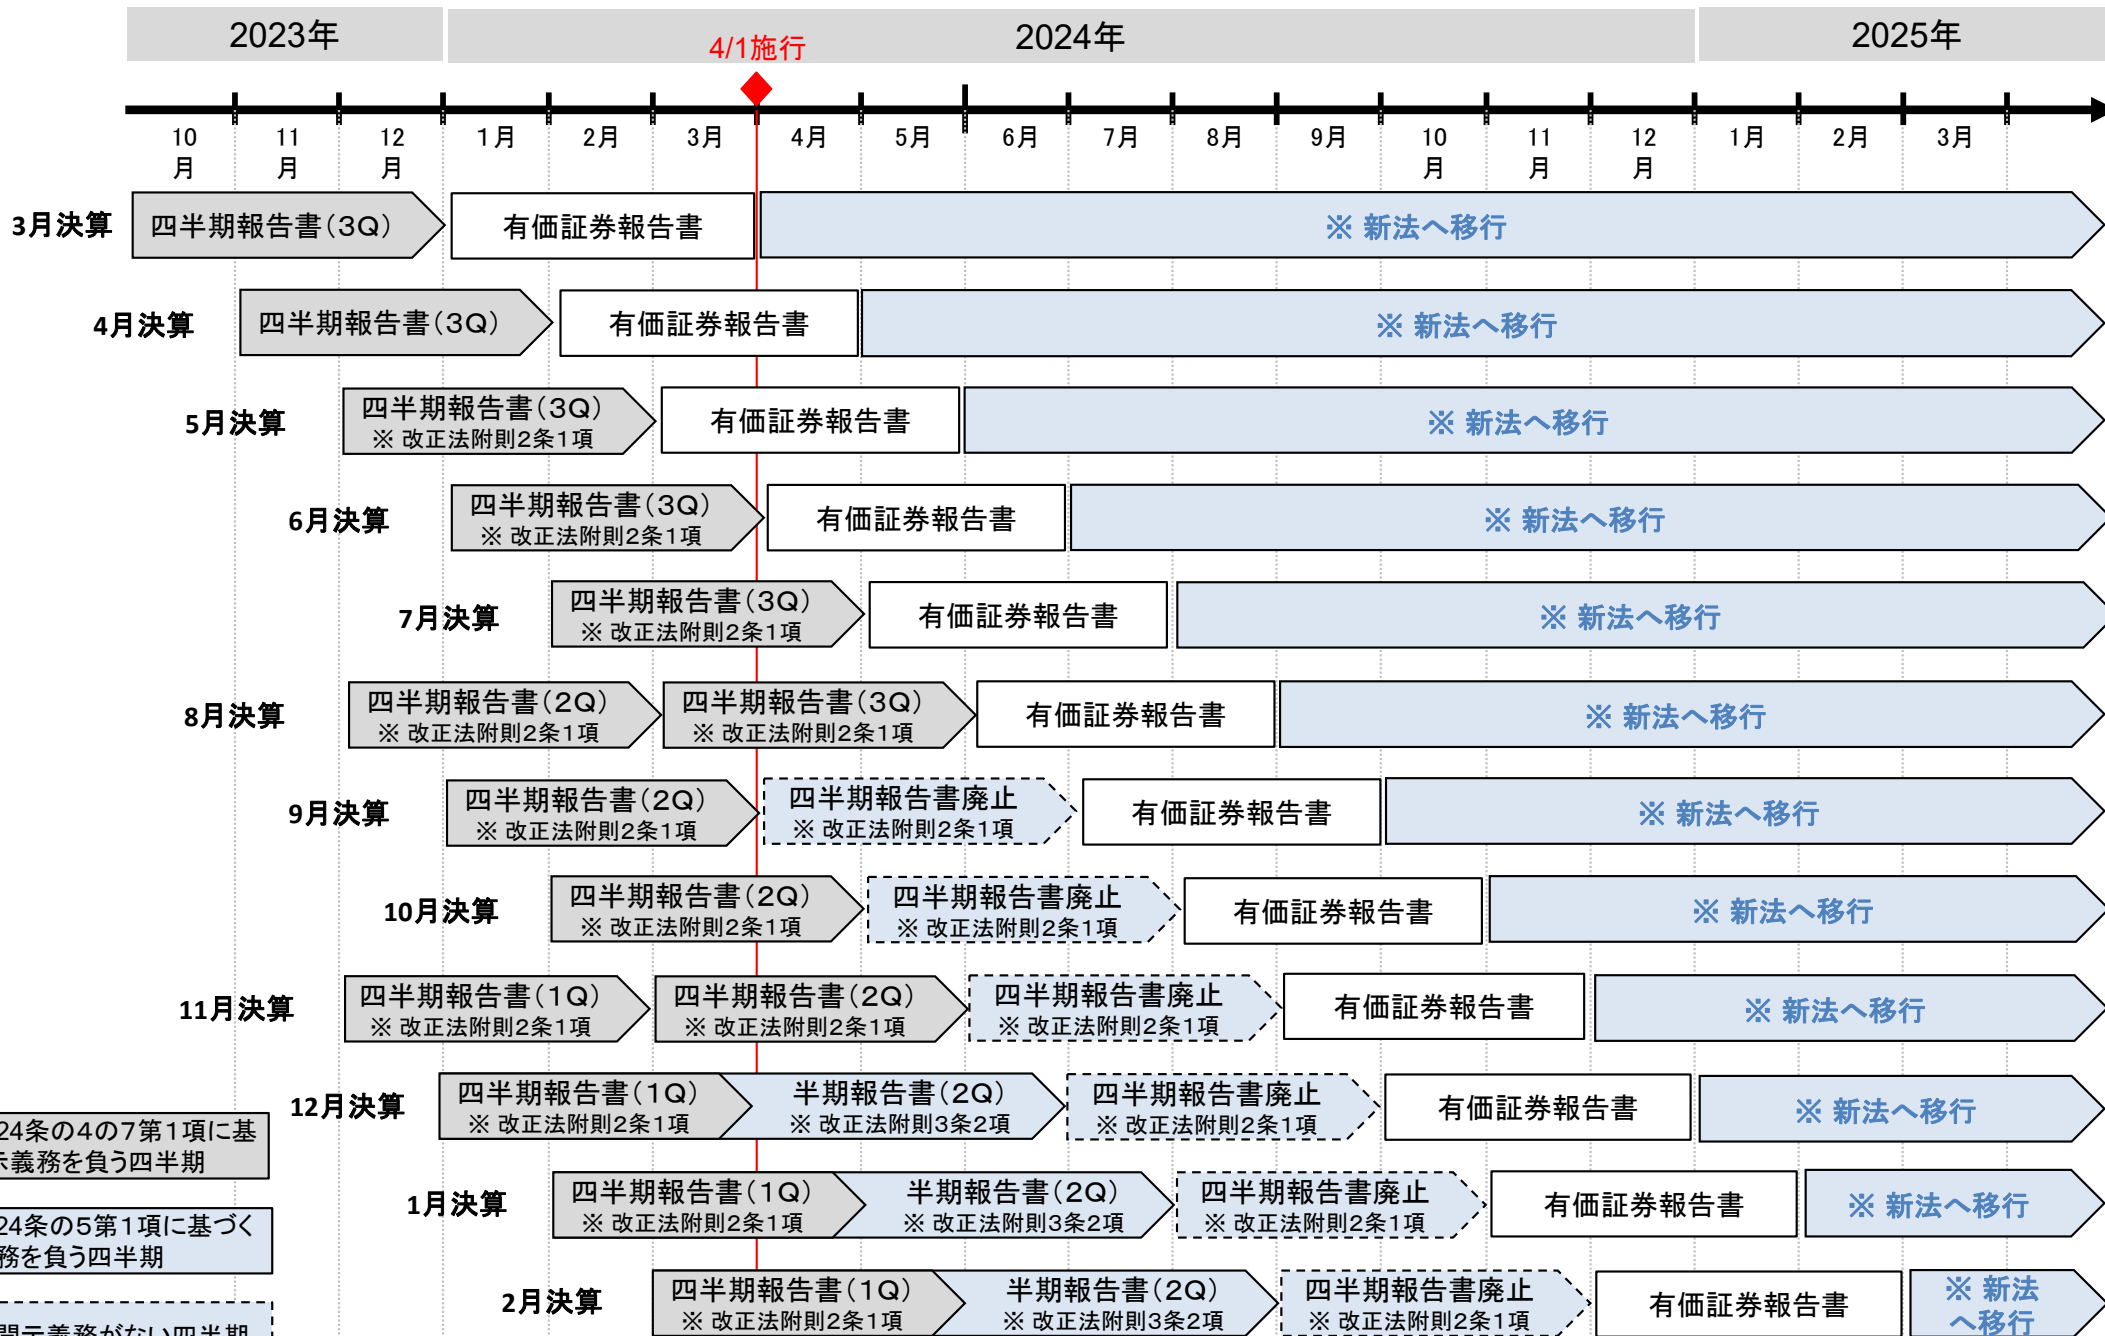 2023年
2024年
2025年
4/1施行
10月
11月
12月
1月
2月
3月
4月
5月
6月
7月
8月
9月
10月
11月
12月
1月
2月
3月
3月決算
四半期報告書(3Q)
有価証券報告書
※ 新法へ移行
4月決算
四半期報告書(3Q)
有価証券報告書
※ 新法へ移行
5月決算
四半期報告書(3Q)
※ 改正法附則2条1項
有価証券報告書
※ 新法へ移行
6月決算
四半期報告書(3Q)
※ 改正法附則2条1項
有価証券報告書
※ 新法へ移行
7月決算
四半期報告書(3Q)
※ 改正法附則2条1項
有価証券報告書
※ 新法へ移行
8月決算
四半期報告書(2Q)
※ 改正法附則2条1項
四半期報告書(3Q)
※ 改正法附則2条1項
有価証券報告書
※ 新法へ移行
9月決算
四半期報告書(2Q)
※ 改正法附則2条1項
四半期報告書廃止
※ 改正法附則2条1項
有価証券報告書
※ 新法へ移行
10月決算
四半期報告書(2Q)
※ 改正法附則2条1項
四半期報告書廃止
※ 改正法附則2条1項
有価証券報告書
※ 新法へ移行
11月決算
四半期報告書(1Q)
※ 改正法附則2条1項
四半期報告書(2Q)
※ 改正法附則2条1項
四半期報告書廃止
※ 改正法附則2条1項
有価証券報告書
※ 新法へ移行
12月決算
四半期報告書(1Q)
※ 改正法附則2条1項
半期報告書(2Q)
※ 改正法附則3条2項
四半期報告書廃止
※ 改正法附則2条1項
有価証券報告書
※ 新法へ移行
24条の4の7第1項に基
示義務を負う四半期
1月決算
四半期報告書(1Q)
※ 改正法附則2条1項
半期報告書(2Q)
※ 改正法附則3条2項
四半期報告書廃止
※ 改正法附則2条1項
有価証券報告書
※ 新法へ移行
24条の5第1項に基づく
務を負う四半期
2月決算
四半期報告書(1Q)
※ 改正法附則2条1項
半期報告書(2Q)
※ 改正法附則3条2項
四半期報告書廃止
※ 改正法附則2条1項
有価証券報告書
※ 新法
へ移行
開示義務がない四半期